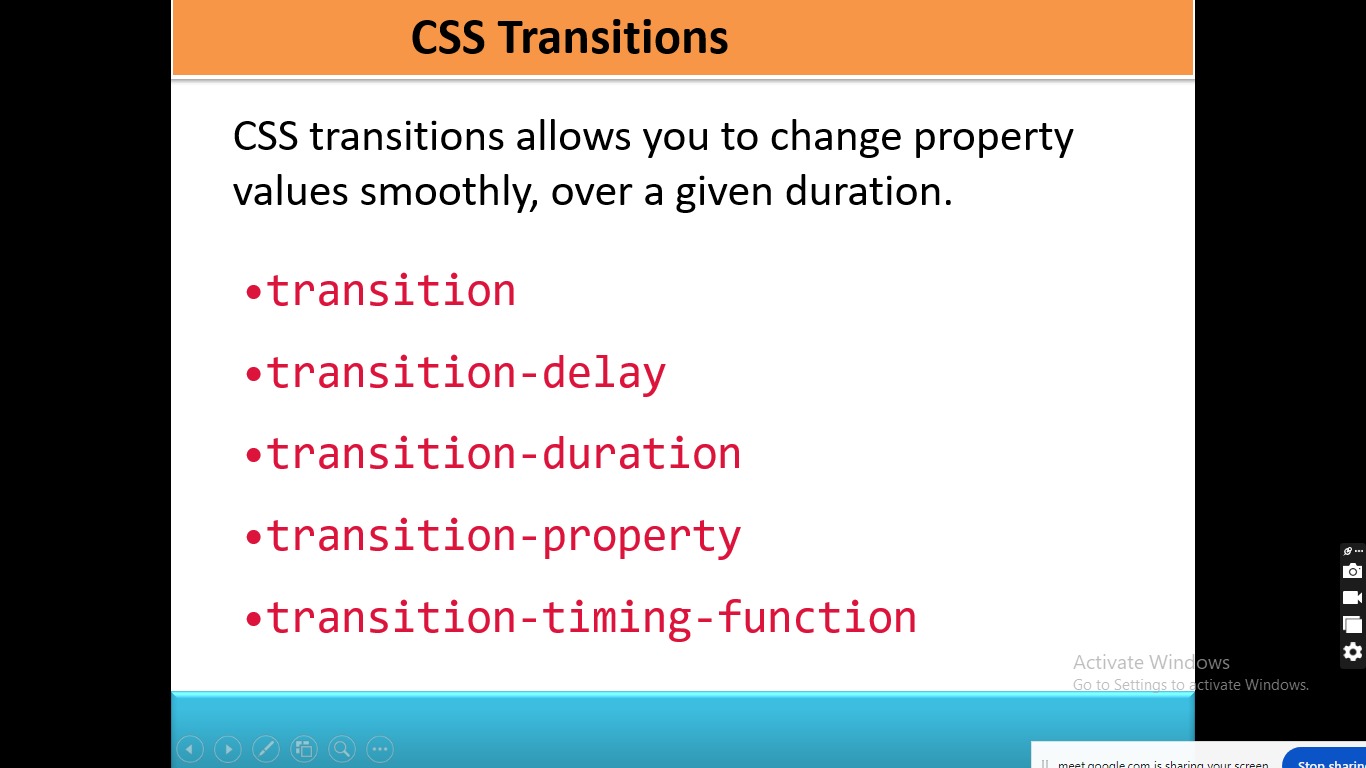 CSS Transitions
CSS transitions allows you to change property
values smoothly, over a given duration.
•transition
•transition-delay
•transition-duration
•transition-property
•transition-timing-function
Activate Windows
Go to Settings to activate Windows.
meet.google.com is sharing your screen.
Stop sharin